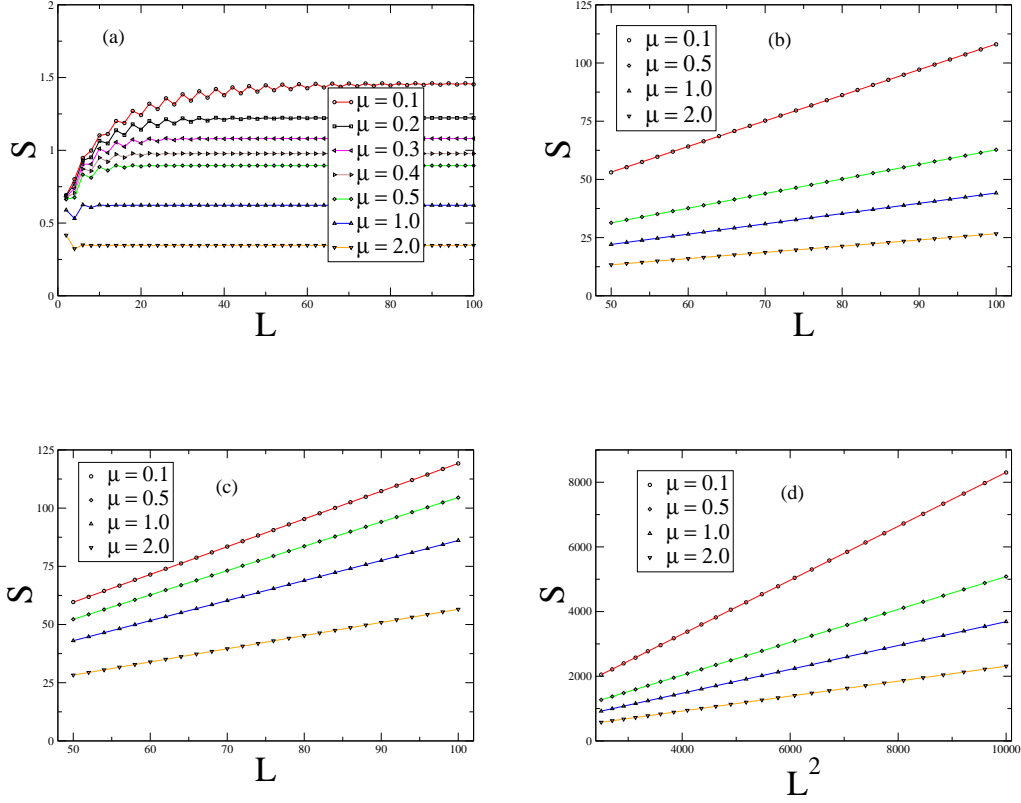 (a)
2
1.5
1
0.5
0
S
μ = 0.1
μ = 0.2
μ = 0.3
μ = 0.4
μ = 0.5
μ = 1.0
μ = 2.0
0 20 40 60 80 100
L
(b)
125
100
75
50
25
0
S
μ = 0.1
μ = 0.5
μ = 1.0
μ = 2.0
50 60 70 80 90 100
L
(c)
125
100
75
50
25
0
S
μ = 0.1
μ = 0.5
μ = 1.0
μ = 2.0
50 60 70 80 90 100
L
(d)
8000
6000
4000
2000
0
S
μ = 0.1
μ = 0.5
μ = 1.0
μ = 2.0
4000 6000 8000 10000
L²